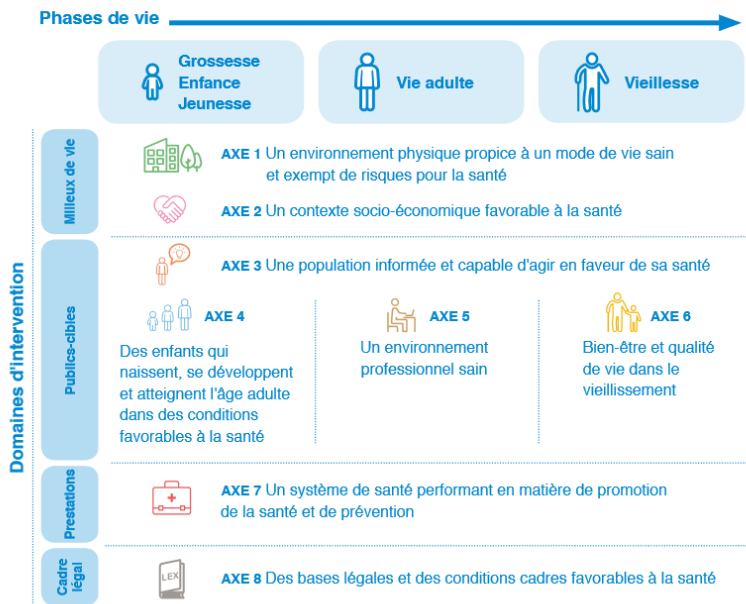 Phases de vie
Grossesse
Enfance
Jeunesse
Vie adulte
Vieillesse
Domaines d'intervention
Milieux de vie
AXE 1 Un environnement physique propice à un mode de vie sain
et exempt de risques pour la santé
AXE 2 Un contexte socio-économique favorable à la santé
Publics-cibles
AXE 3 Une population informée et capable d'agir en faveur de sa santé
AXE 4
Des enfants qui
naissent, se développent
et atteignent l'âge adulte
dans des conditions
favorables à la santé
AXE 5
Un environnement
professionnel sain
AXE 6
Bien-être et qualité
de vie dans le
vieillissement
Prestations
AXE 7 Un système de santé performant en matière de promotion
de la santé et de prévention
Cadre
légal
LEX
AXE 8 Des bases légales et des conditions cadres favorables à la santé